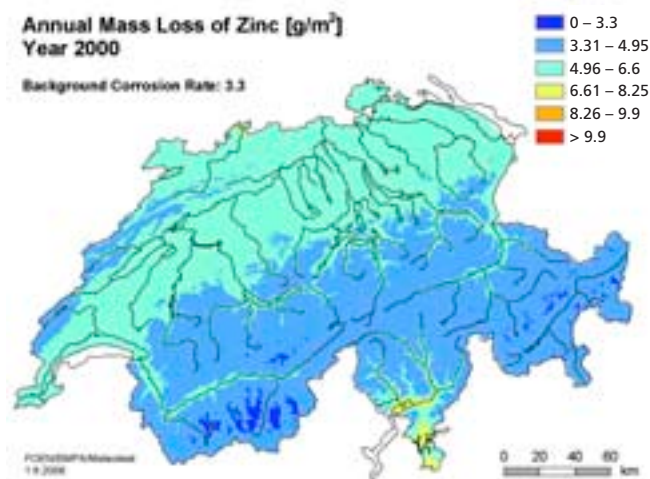 Annual Mass Loss of Zinc [g/m²]
Year 2000
Background Corrosion Rate: 3.3
0 – 3.3
3.31 – 4.95
4.96 – 6.6
6.61 – 8.25
8.26 – 9.9
> 9.9
0 20 40 60
km